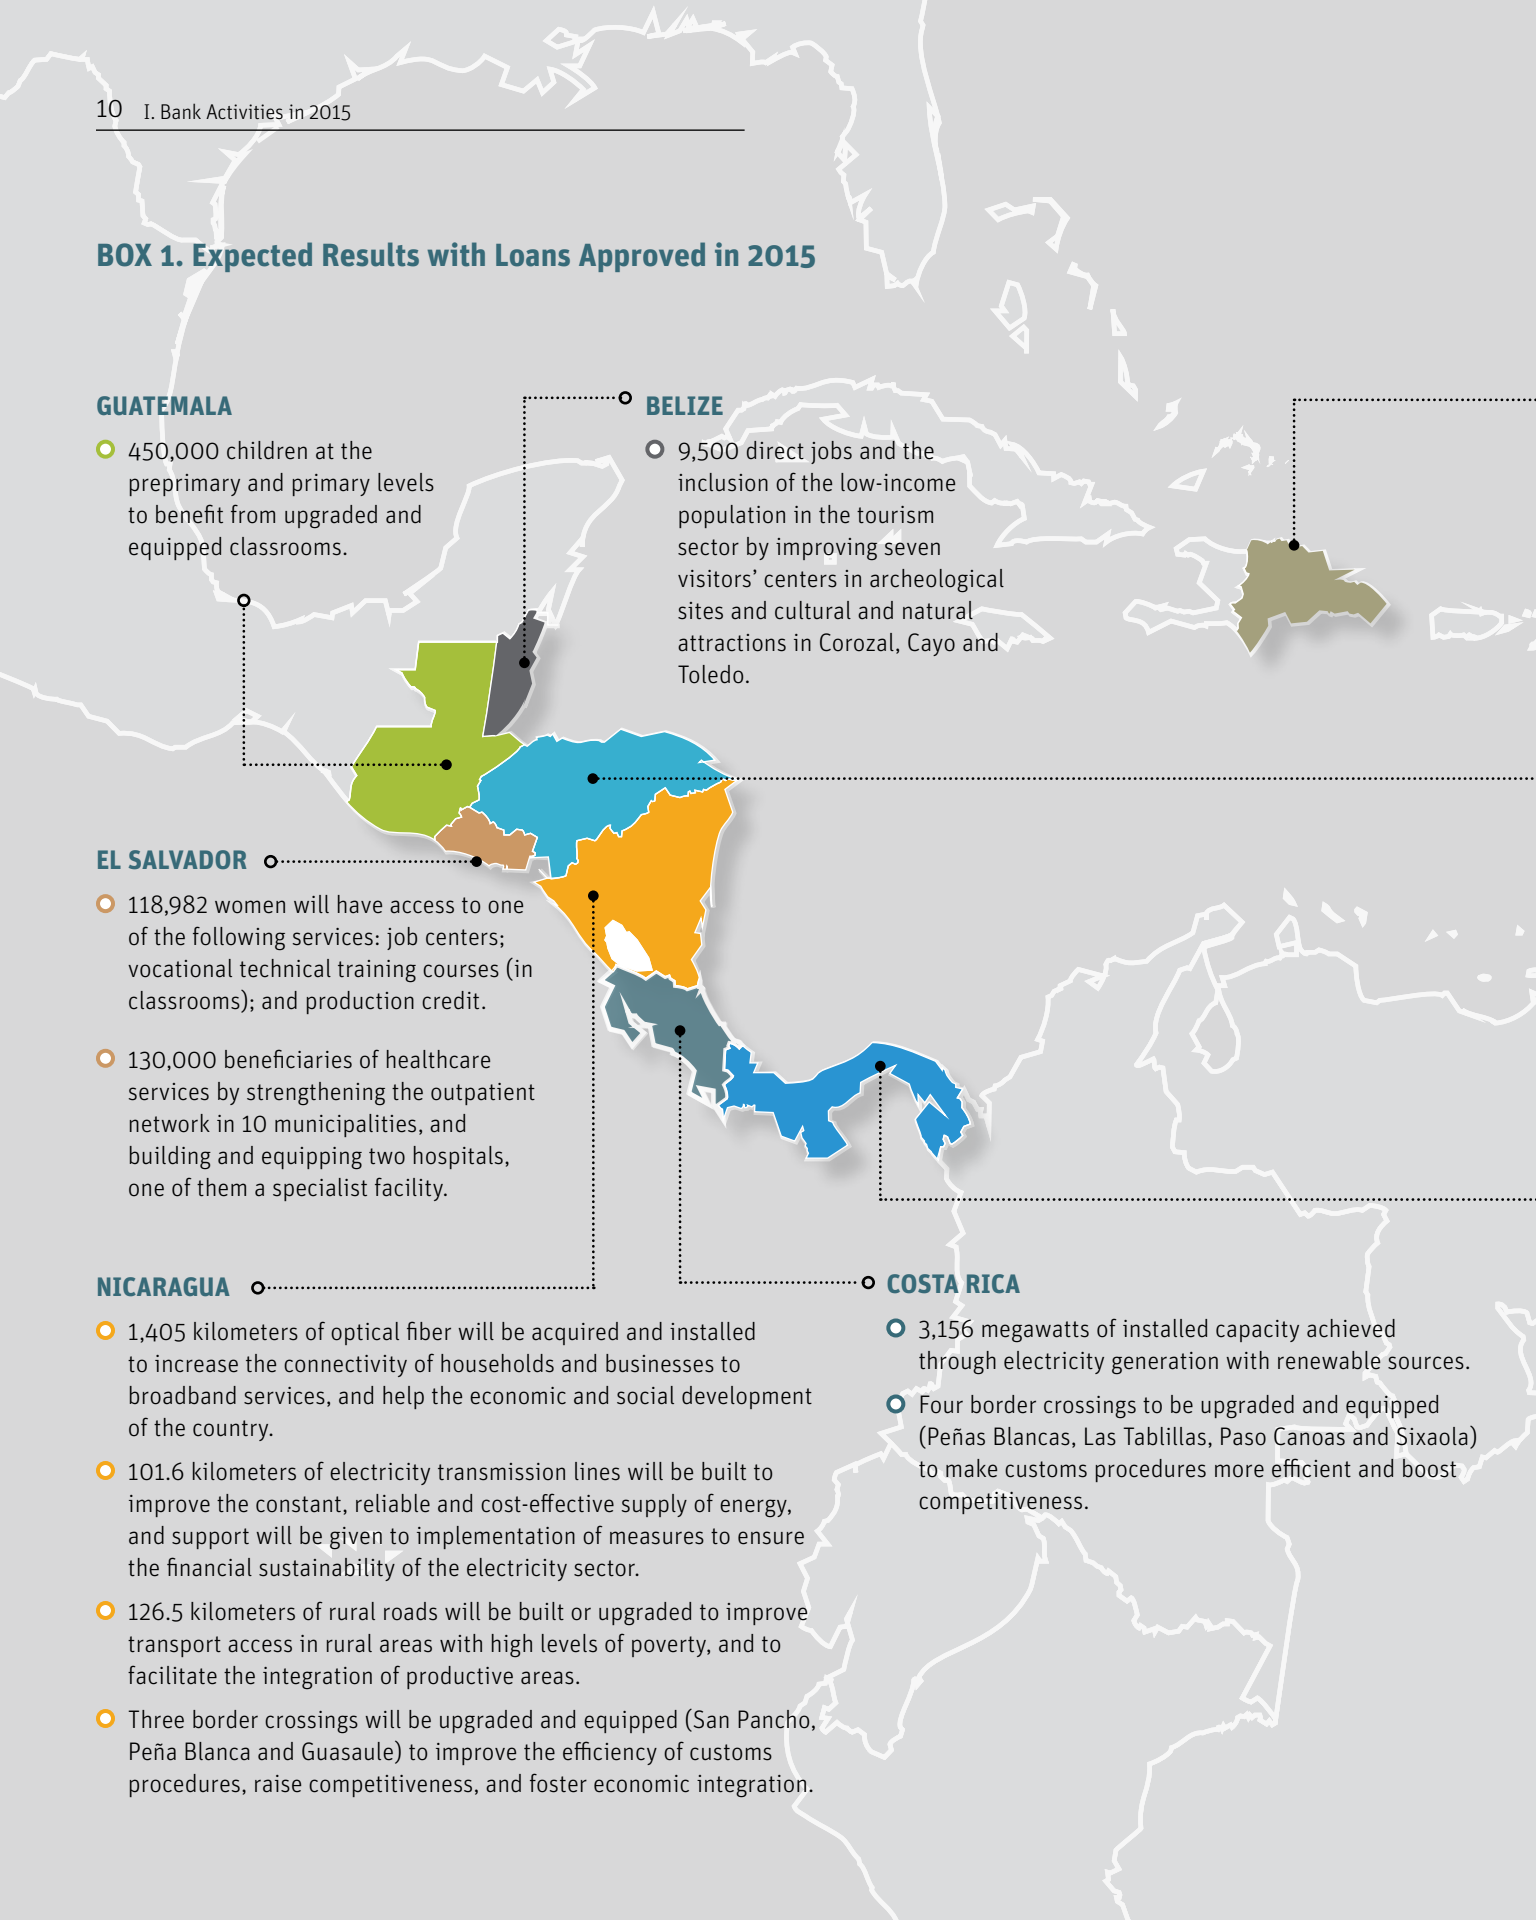 10 I. Bank Activities in 2015
BOX 1. Expected Results with Loans Approved in 2015
GUATEMALA
450,000 children at the
preprimary and primary levels
to benefit from upgraded and
equipped classrooms.
BELIZE
9,500 direct jobs and the
inclusion of the low-income
population in the tourism
sector by improving seven
visitors’ centers in archeological
sites and cultural and natural
attractions in Corozal, Cayo and
Toledo.
EL SALVADOR
118,982 women will have access to one
of the following services: job centers;
vocational technical training courses (in
classrooms); and production credit.
130,000 beneficiaries of healthcare
services by strengthening the outpatient
network in 10 municipalities, and
building and equipping two hospitals,
one of them a specialist facility.
NICARAGUA
1,405 kilometers of optical fiber will be acquired and installed
to increase the connectivity of households and businesses to
broadband services, and help the economic and social development
of the country.
101.6 kilometers of electricity transmission lines will be built to
improve the constant, reliable and cost-effective supply of energy,
and support will be given to implementation of measures to ensure
the financial sustainability of the electricity sector.
126.5 kilometers of rural roads will be built or upgraded to improve
transport access in rural areas with high levels of poverty, and to
facilitate the integration of productive areas.
Three border crossings will be upgraded and equipped (San Pancho,
Peña Blanca and Guasaule) to improve the efficiency of customs
procedures, raise competitiveness, and foster economic integration.
COSTA RICA
3,156 megawatts of installed capacity achieved
through electricity generation with renewable sources.
Four border crossings to be upgraded and equipped
(Peñas Blancas, Las Tablillas, Paso Canoas and Sixaola)
to make customs procedures more efficient and boost
competitiveness.